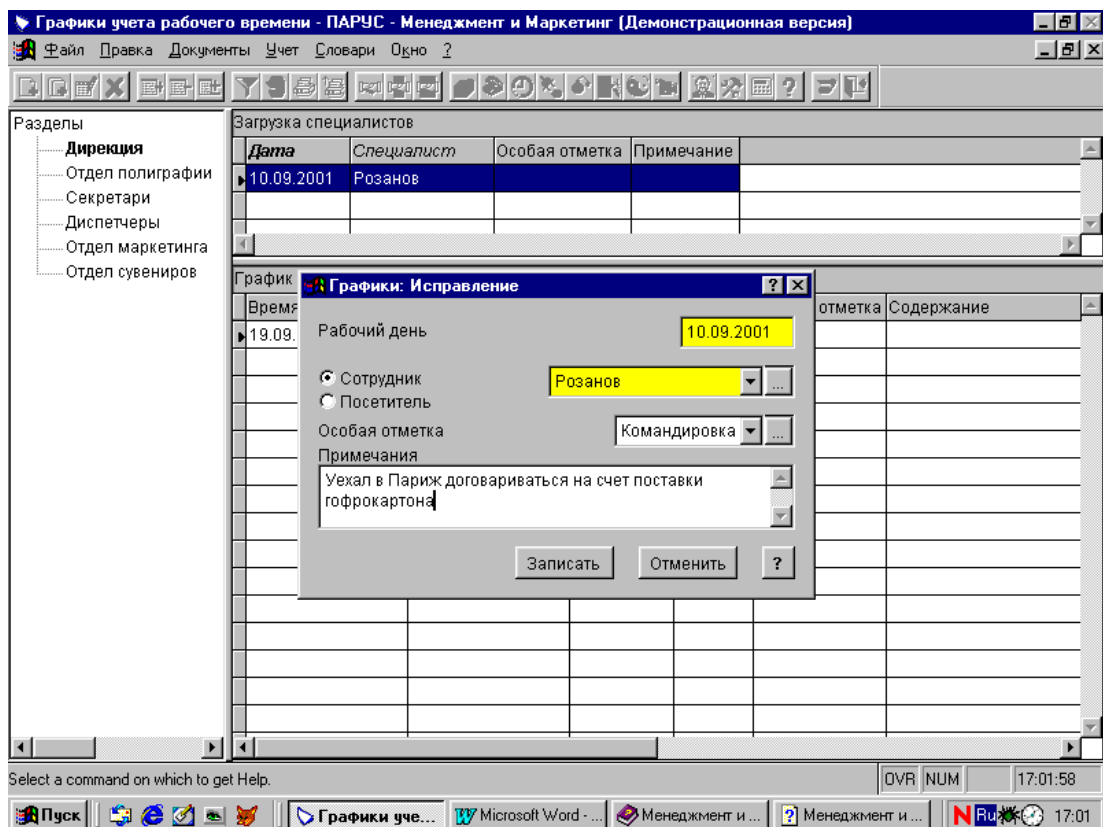 Графики учета рабочего времени - ПАРУС - Менеджмент и Маркетинг (Демонстрационная версия)
Файл Правка Документы Учет Словари Окно ?
Разделы
Дирекция
Отдел полиграфии
Секретари
Диспетчеры
Отдел маркетинга
Отдел сувениров
Загрузка специалистов
Дата Специалист Особая отметка Примечание
10.09.2001 Розанов
График
Время отметка Содержание
19.09.
Графики: Исправление
Рабочий день 10.09.2001
Сотрудник Розанов ...
Посетитель
Особая отметка Командировка ...
Примечания
Уехал в Париж договариваться на счет поставки
гофрокартона
Записать Отменить ?
Select a command on which to get Help. OVR NUM 17:01:58
Пуск Графики уче... Microsoft Word - ... Менеджмент и ... Менеджмент и ... N Ru 17:01